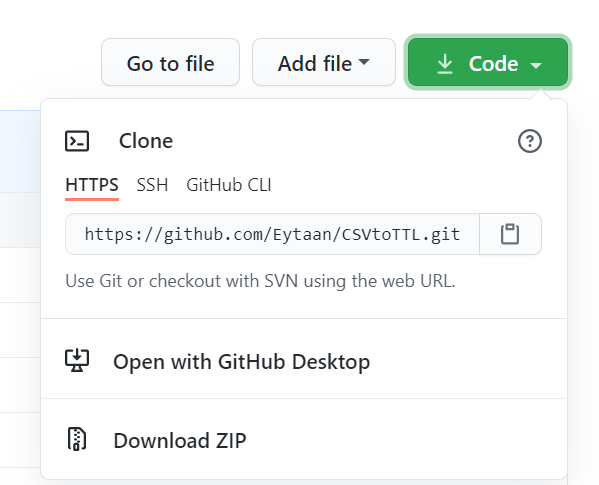 Go to file Add file Code
Clone
HTTPS SSH GitHub CLI
https://github.com/Eytaan/CSVtoTTL.git
Use Git or checkout with SVN using the web URL.
Open with GitHub Desktop
Download ZIP